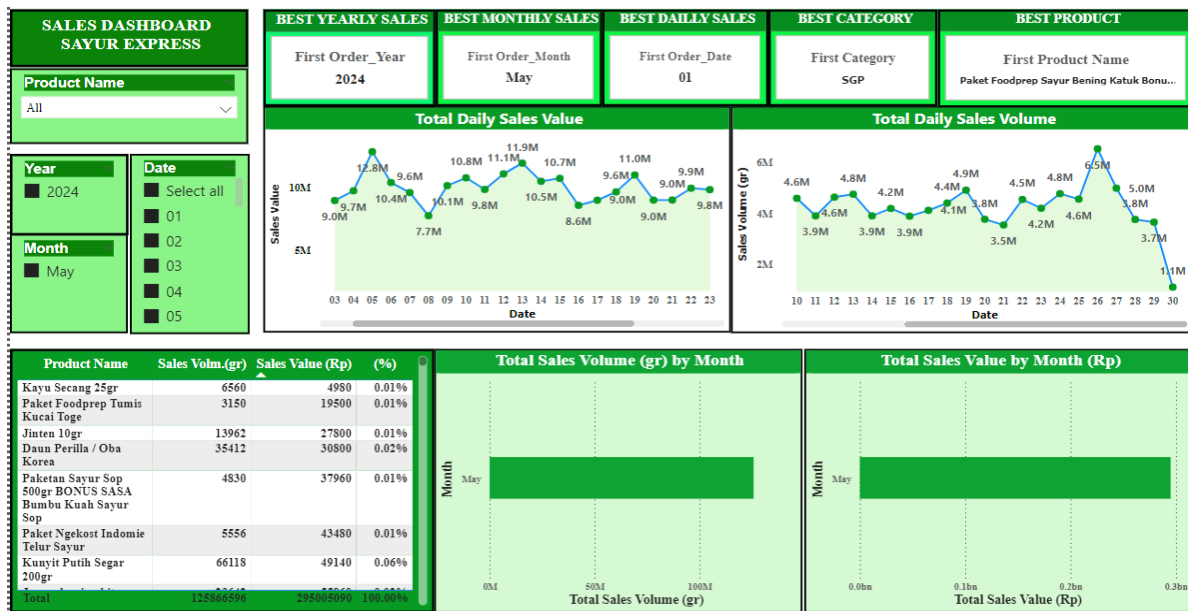 SALES DASHBOARD
SAYUR EXPRESS
Product Name
All
Year
2024
Month
May
Date
Select all
01
02
03
04
05
BEST YEARLY SALES
First Order_Year
2024
BEST MONTHLY SALES
First Order_Month
May
BEST DAILLY SALES
First Order_Date
01
BEST CATEGORY
First Category
SGP
BEST PRODUCT
First Product Name
Paket Foodprep Sayur Bening Katuk Bonu...
Total Daily Sales Value
Sales Value
10M
5M
9.0M 9.7M 12.8M 10.4M 9.6M 7.7M 10.1M 10.8M 9.8M 11.1M 11.9M 10.5M 10.7M 8.6M 9.6M 9.0M 11.0M 9.0M 9.0M 9.9M 9.8M
03 04 05 06 07 08 09 10 11 12 13 14 15 16 17 18 19 20 21 22 23
Date
Total Daily Sales Volume
Sales Volume (gr)
6M
4M
2M
4.6M 3.9M 4.6M 4.8M 3.9M 4.2M 3.9M 4.4M 4.1M 4.9M 3.8M 3.5M 4.5M 4.2M 4.8M 4.6M 6.5M 5.0M 3.8M 3.7M 1.1M
10 11 12 13 14 15 16 17 18 19 20 21 22 23 24 25 26 27 28 29 30
Date
Product Name Sales Volm.(gr) Sales Value (Rp) (%)
Kayu Secang 25gr 6560 4980 0.01%
Paket Foodprep Tumis 3150 19500 0.01%
Kucai Toge
Jinten 10gr 13962 27800 0.01%
Daun Perilla / Oba 35412 30800 0.02%
Korea
Paketan Sayur Sop 4830 37960 0.01%
500gr BONUS SASA
Bumbu Kuah Sayur
Sop
Paket Ngekost Indomie 5556 43480 0.01%
Telur Sayur
Kunyit Putih Segar 66118 49140 0.06%
200gr
Total 125866596 295005090 100.00%
Total Sales Volume (gr) by Month
Month
May
0M 50M 100M
Total Sales Volume (gr)
Total Sales Value by Month (Rp)
Month
May
0.0bn 0.1bn 0.2bn 0.3bn
Total Sales Value (Rp)